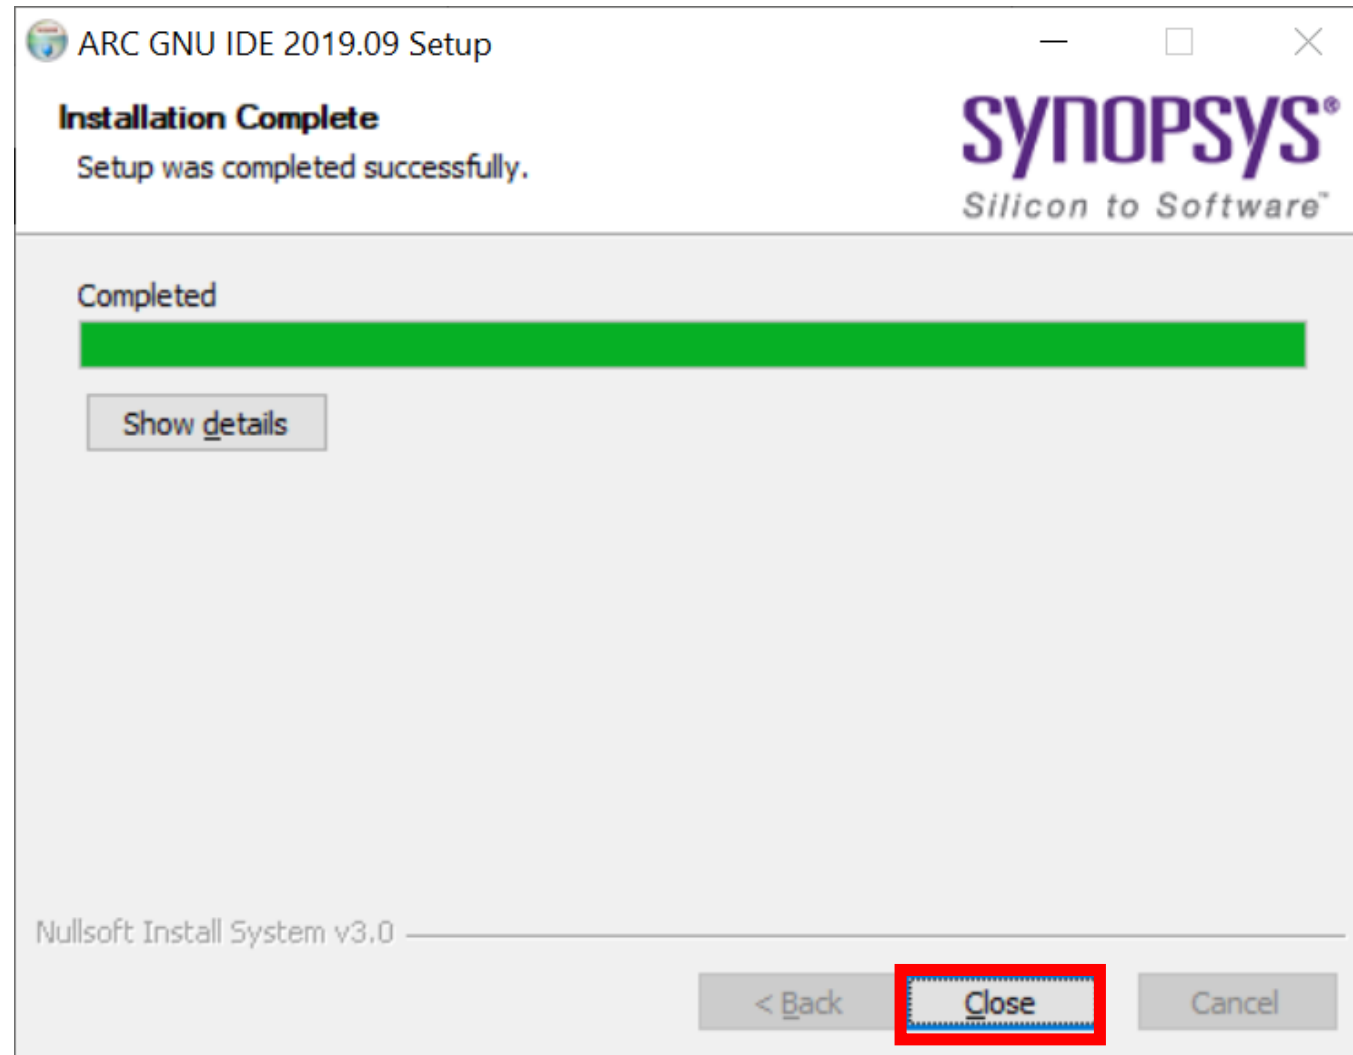 ARC GNU IDE 2019.09 Setup
Installation Complete
Setup was completed successfully.
SYNOPSYS®
Silicon to Software™
Completed
Show details
Nullsoft Install System v3.0
< Back
Close
Cancel